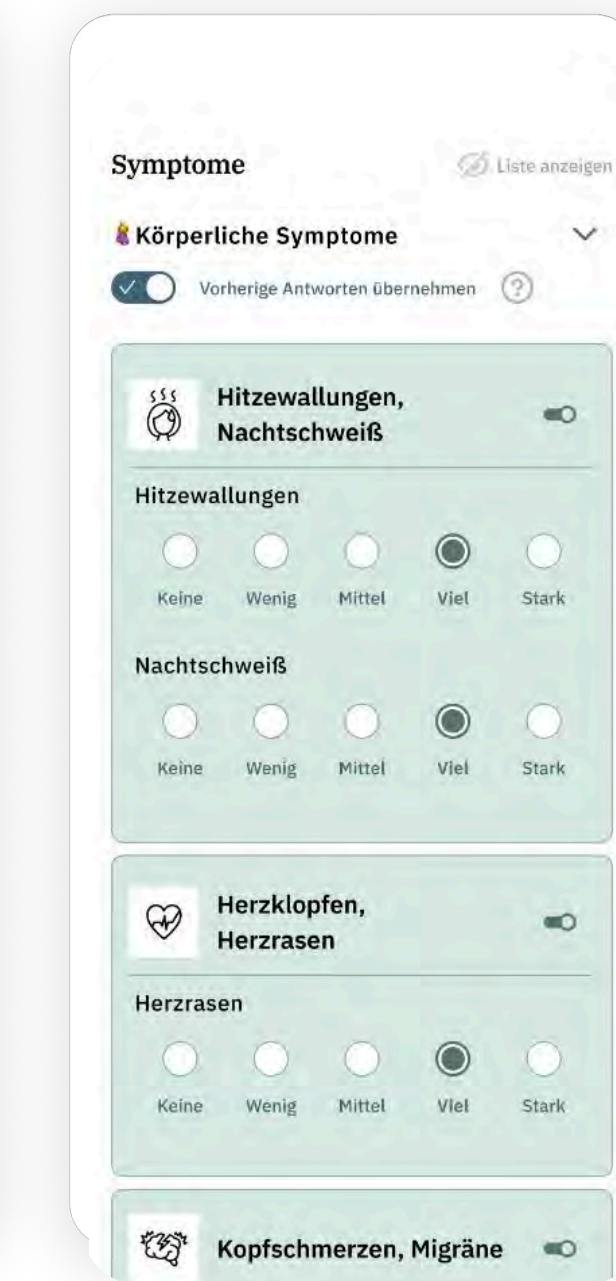 Symptome
Liste anzeigen
Körperliche Symptome
Vorherige Antworten übernehmen ?
Hitzewallungen,
Nachtschweiß
Hitzewallungen
Keine Wenig Mittel Viel Stark
Nachtschweiß
Keine Wenig Mittel Viel Stark
Herzklopfen,
Herzrasen
Herzrasen
Keine Wenig Mittel Viel Stark
Kopfschmerzen, Migräne